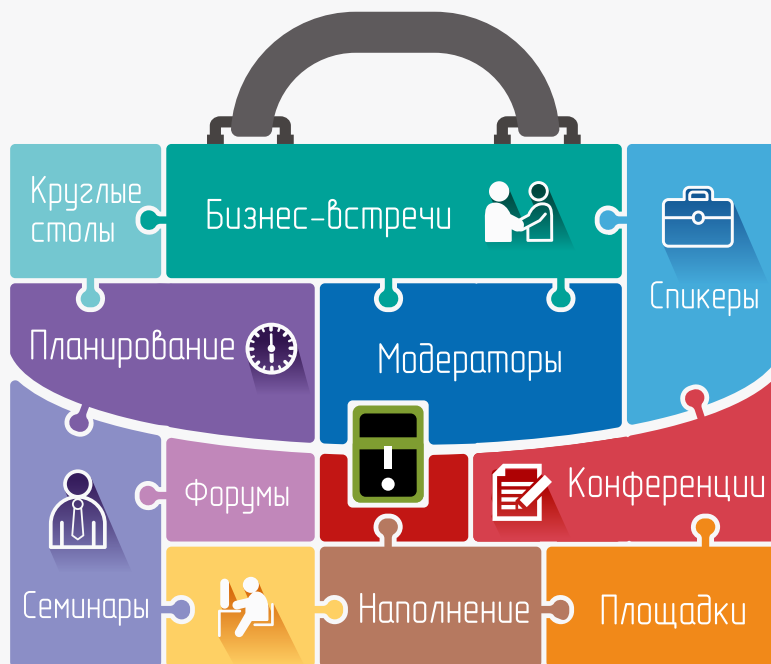 Круглые
столы
Бизнес-встречи
Спикеры
Планирование
Модераторы
Форумы
Конференции
Семинары
Наполнение
Площадки